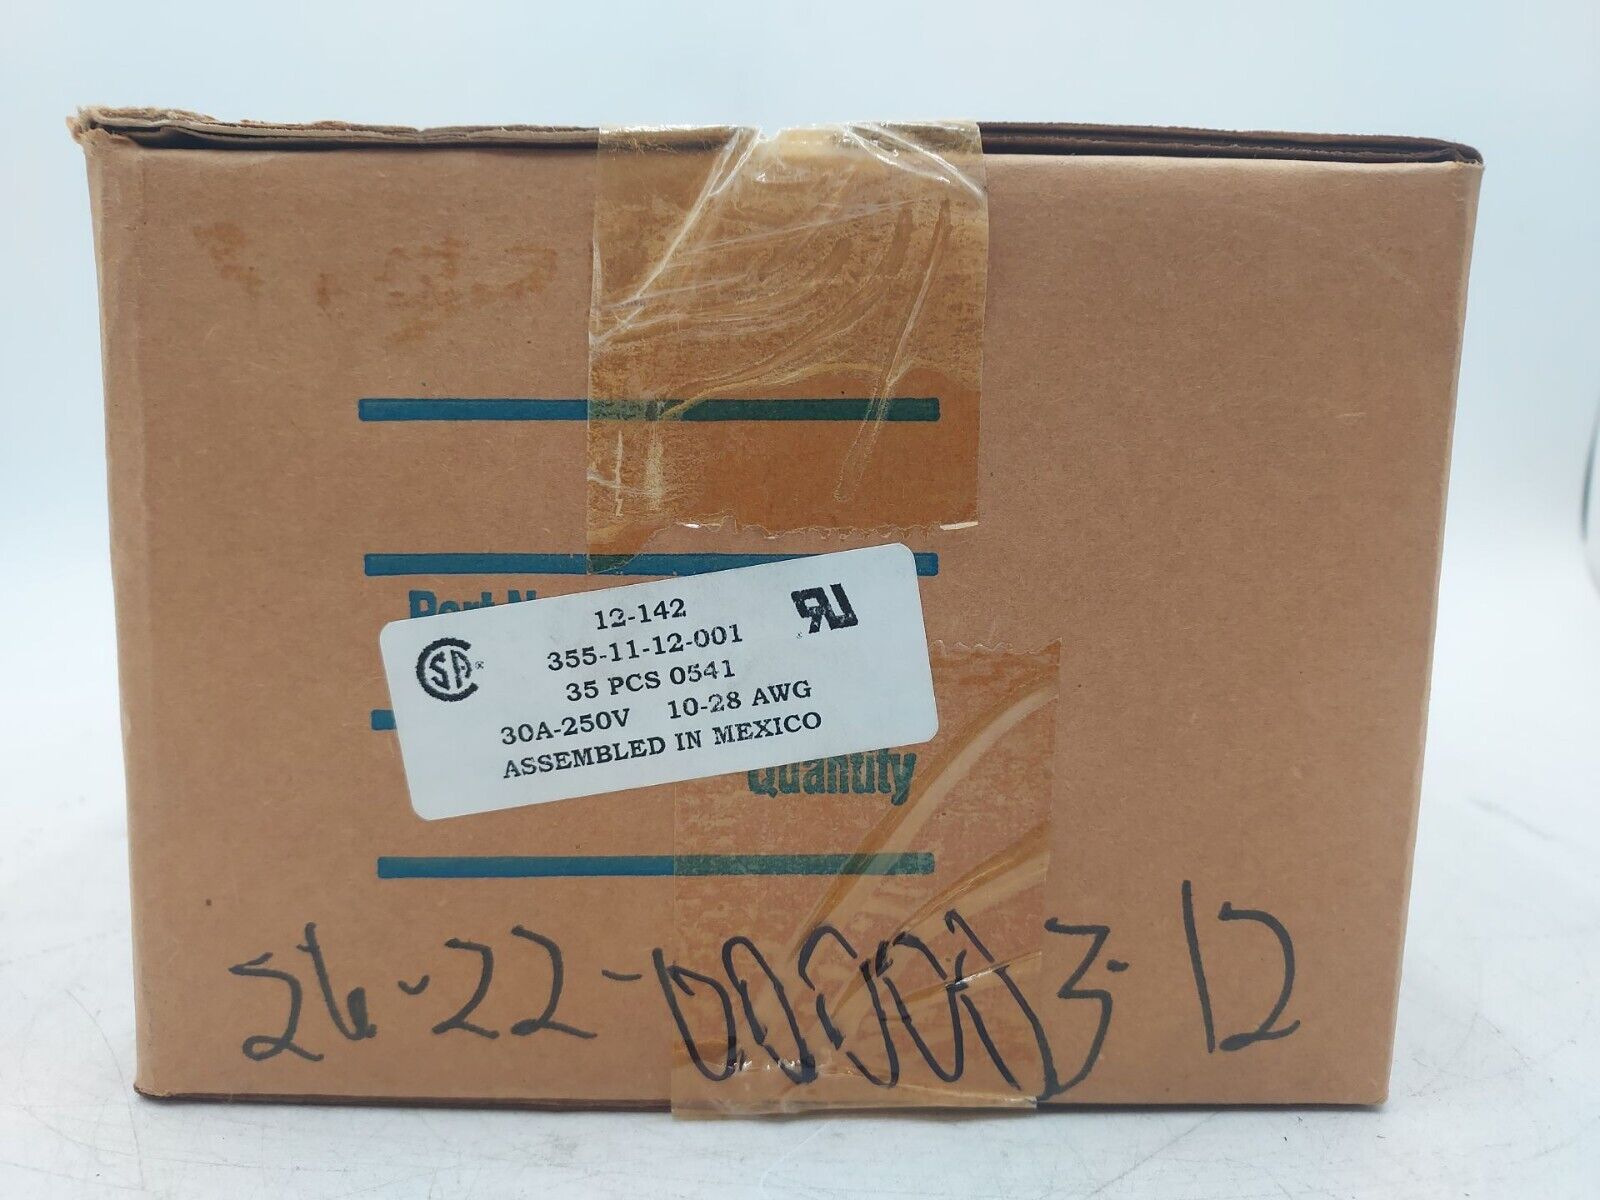 12-142
355-11-12-001
35 PCS 0541
30A-250V 10-28 AWG
ASSEMBLED IN MEXICO
Quantity
26-22- 3-12